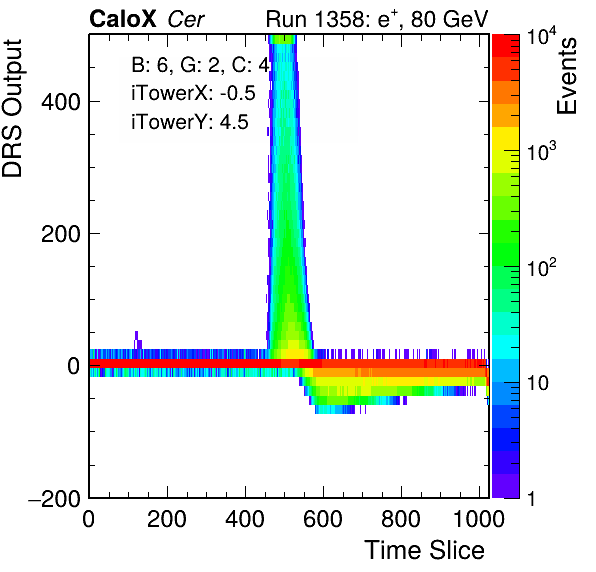 CaloX Cer Run 1358: e⁺, 80 GeV
B: 6, G: 2, C: 4
iTowerX: -0.5
iTowerY: 4.5
DRS Output
400
200
0
−200
0 200 400 600 800 1000
Time Slice
Events
10⁴
10³
10²
10
1